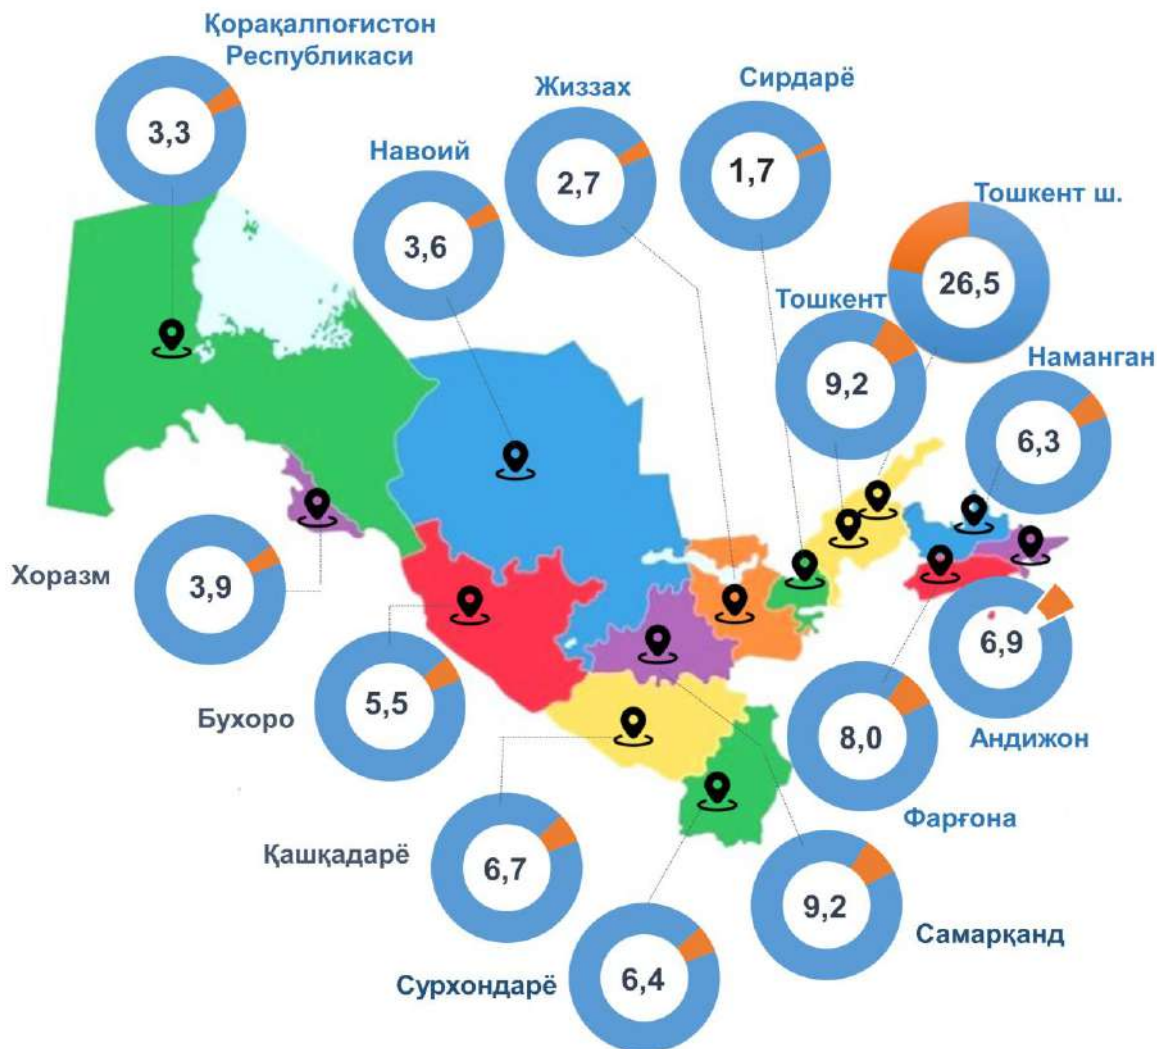 Қорақалпоғистон
Республикаси
3,3
Навоий
3,6
Жиззах
2,7
Сирдарё
1,7
Тошкент ш.
26,5
Тошкент
9,2
Наманган
6,3
Хоразм
3,9
Бухоро
5,5
6,9
Андижон
8,0
Фарғона
Қашқадарё
6,7
9,2
Самарқанд
Сурхондарё
6,4